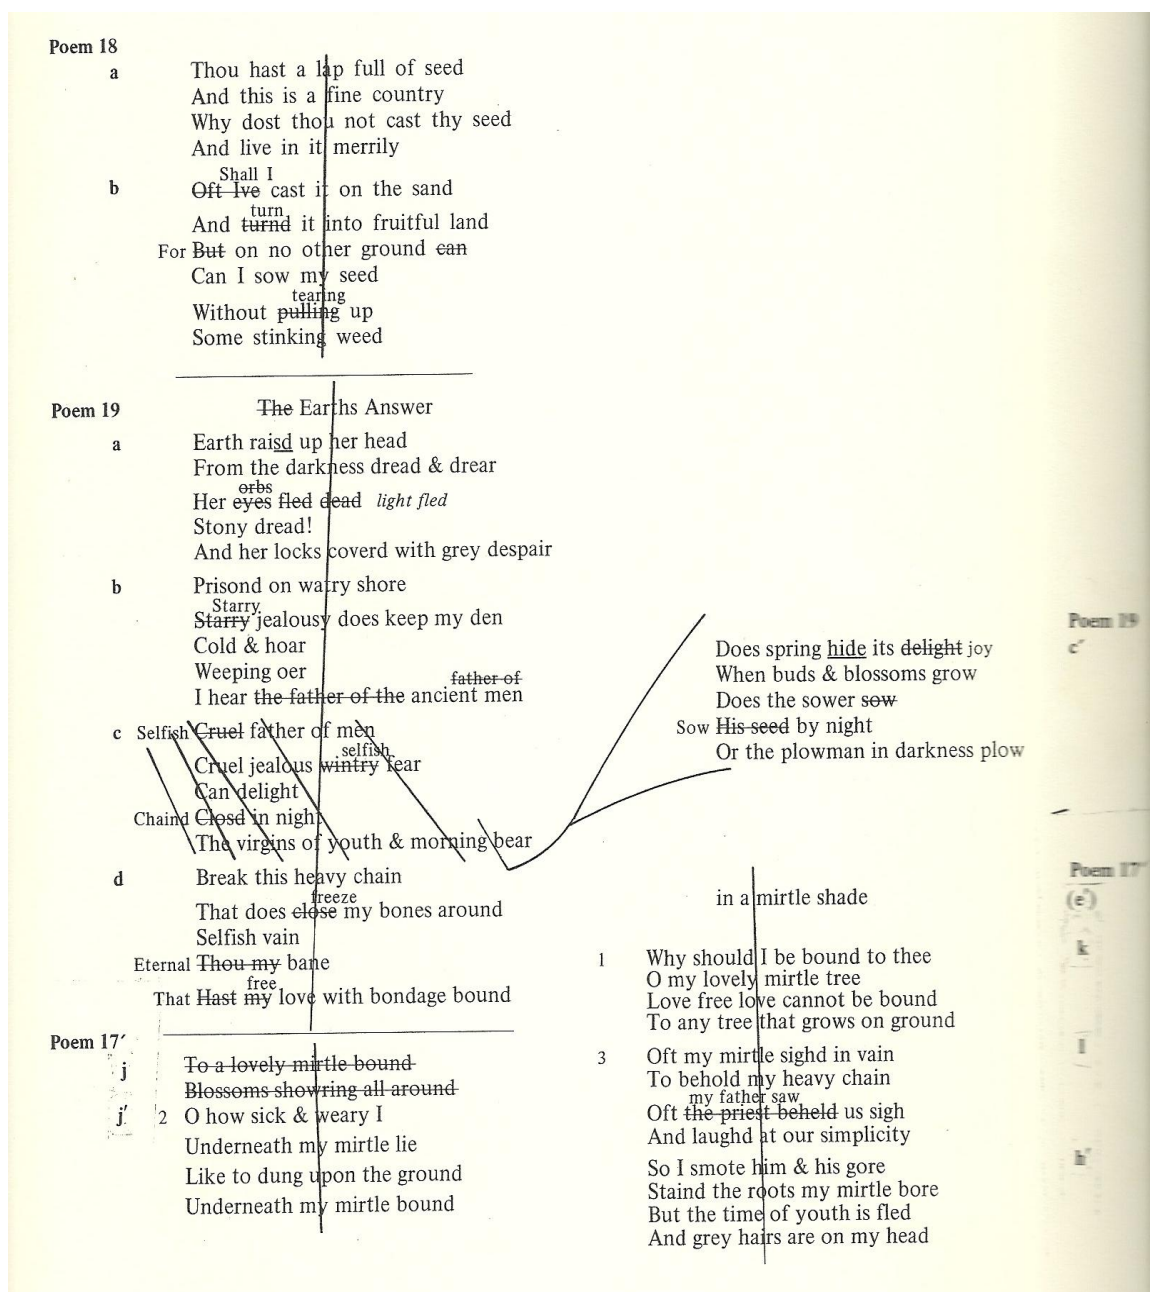 Poem 18
a Thou hast a lap full of seed
And this is a fine country
Why dost thou not cast thy seed
And live in it merrily
Shall I
b Oft Ive cast it on the sand
turn
And turnd it into fruitful land
For But on no other ground can
Can I sow my seed
tearing
Without pulling up
Some stinking weed
Poem 19 The Earths Answer
a Earth raisd up her head
From the darkness dread & drear
orbs
Her eyes fled dead light fled
Stony dread!
And her locks coverd with grey despair
b Prisond on watry shore
Starry
Starry jealousy does keep my den
Cold & hoar
Weeping oer
father of
I hear the father of the ancient men
c Selfish Cruel father of men
selfish
Cruel jealous wintry fear
Can delight
Chaind Closd in night
The virgins of youth & morning bear
d Break this heavy chain
freeze
That does close my bones around
Selfish vain
Eternal Thou my bane
free
That Hast my love with bondage bound
Poem 17′
j To a lovely mirtle bound
Blossoms showring all around
j′ 2 O how sick & weary I
Underneath my mirtle lie
Like to dung upon the ground
Underneath my mirtle bound
Does spring hide its delight joy
When buds & blossoms grow
Does the sower sow
Sow His seed by night
Or the plowman in darkness plow
in a mirtle shade
1 Why should I be bound to thee
O my lovely mirtle tree
Love free love cannot be bound
To any tree that grows on ground
3 Oft my mirtle sighd in vain
To behold my heavy chain
my father saw
Oft the priest beheld us sigh
And laughd at our simplicity
So I smote him & his gore
Staind the roots my mirtle bore
But the time of youth is fled
And grey hairs are on my head
Poem 19
c′
Poem 17″
(e′)
k
l
h′